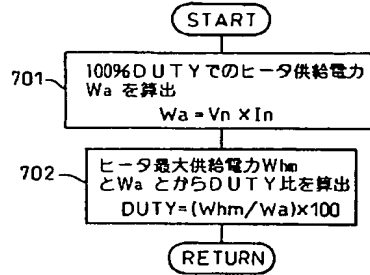 START
701
100%DUTYでのヒータ供給電力
Waを算出
Wa=Vn×In
702
ヒータ最大供給電力Whm
とWaとからDUTY比を算出
DUTY=(Whm/Wa)×100
RETURN